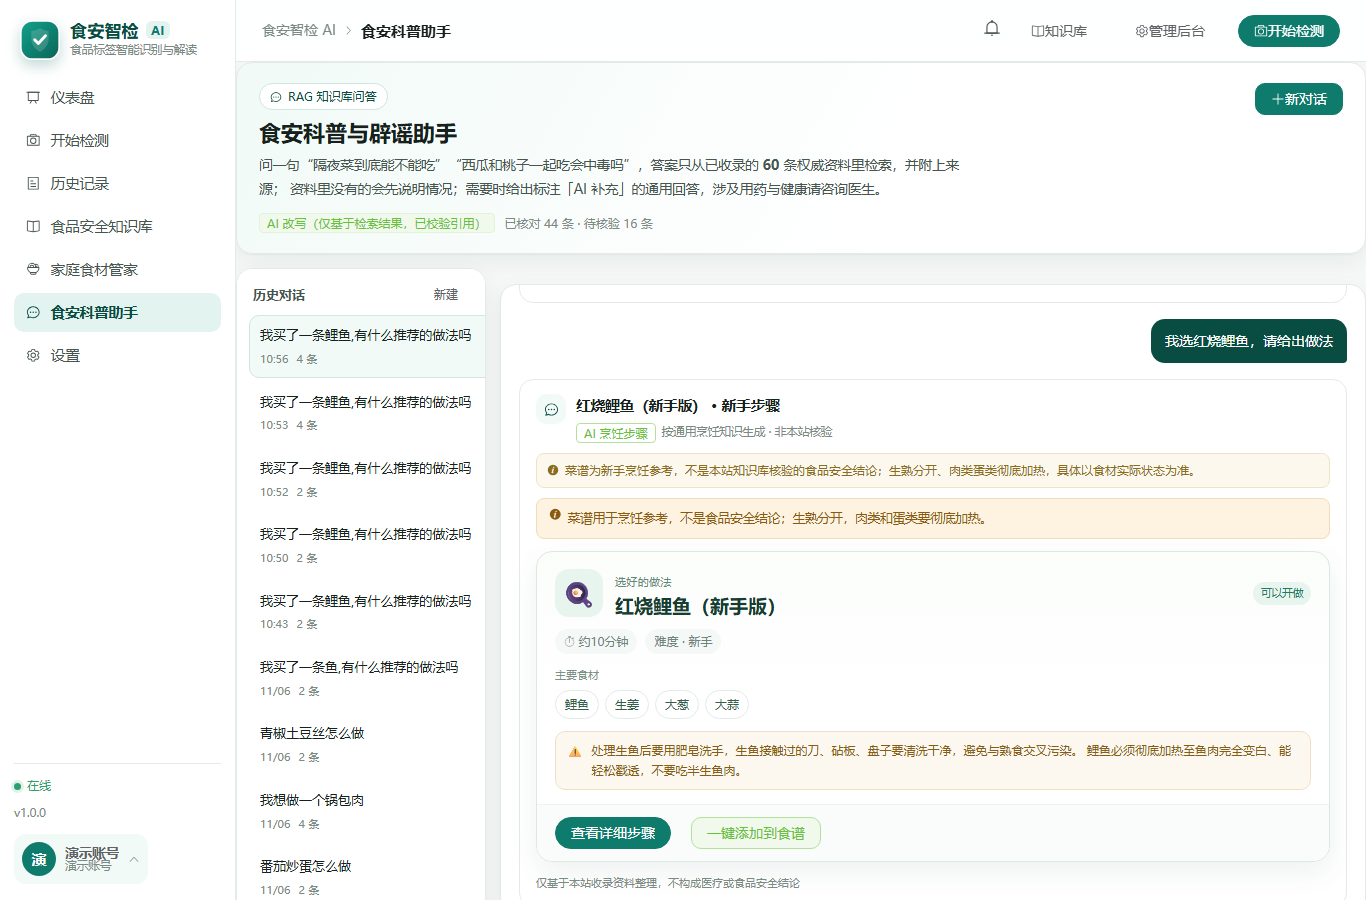 食安智检 AI
食品标签智能识别与解读
仪表盘
开始检测
历史记录
食品安全知识库
家庭食材管家
食安科普助手
设置
在线
v1.0.0
演
演示账号
演示账号
食安智检 AI > 食安科普助手
知识库
管理后台
开始检测
RAG 知识库问答
+新对话
食安科普与辟谣助手
问一句“隔夜菜到底能不能吃”“西瓜和桃子一起吃会中毒吗”，答案只从已收录的 60 条权威资料里检索，并附上来
源； 资料里没有的会先说明情况；需要时给出标注「AI 补充」的通用回答，涉及用药与健康请咨询医生。
AI 改写（仅基于检索结果，已校验引用） 已核对 44 条 · 待核验 16 条
历史对话
新建
我买了一条鲤鱼,有什么推荐的做法吗
10:56 4 条
我买了一条鲤鱼,有什么推荐的做法吗
10:53 4 条
我买了一条鲤鱼,有什么推荐的做法吗
10:52 2 条
我买了一条鲤鱼,有什么推荐的做法吗
10:50 2 条
我买了一条鲤鱼,有什么推荐的做法吗
10:43 2 条
我买了一条鱼,有什么推荐的做法吗
11/06 2 条
青椒土豆丝怎么做
11/06 2 条
我想做一个锅包肉
11/06 4 条
番茄炒蛋怎么做
11/06 2 条
我选红烧鲤鱼，请给出做法
红烧鲤鱼（新手版） · 新手步骤
AI 烹饪步骤 按通用烹饪知识生成 · 非本站核验
菜谱为新手烹饪参考，不是本站知识库核验的食品安全结论；生熟分开、肉类蛋类彻底加热，具体以食材实际状态为准。
菜谱用于烹饪参考，不是食品安全结论；生熟分开，肉类和蛋类要彻底加热。
选好的做法
红烧鲤鱼（新手版）
可以开做
约10分钟
难度 · 新手
主要食材
鲤鱼
生姜
大葱
大蒜
处理生鱼后要用肥皂洗手，生鱼接触过的刀、砧板、盘子要清洗干净，避免与熟食交叉污染。 鲤鱼必须彻底加热至鱼肉完全变白、能
轻松戳透，不要吃半生鱼肉。
查看详细步骤
一键添加到食谱
仅基于本站收录资料整理，不构成医疗或食品安全结论